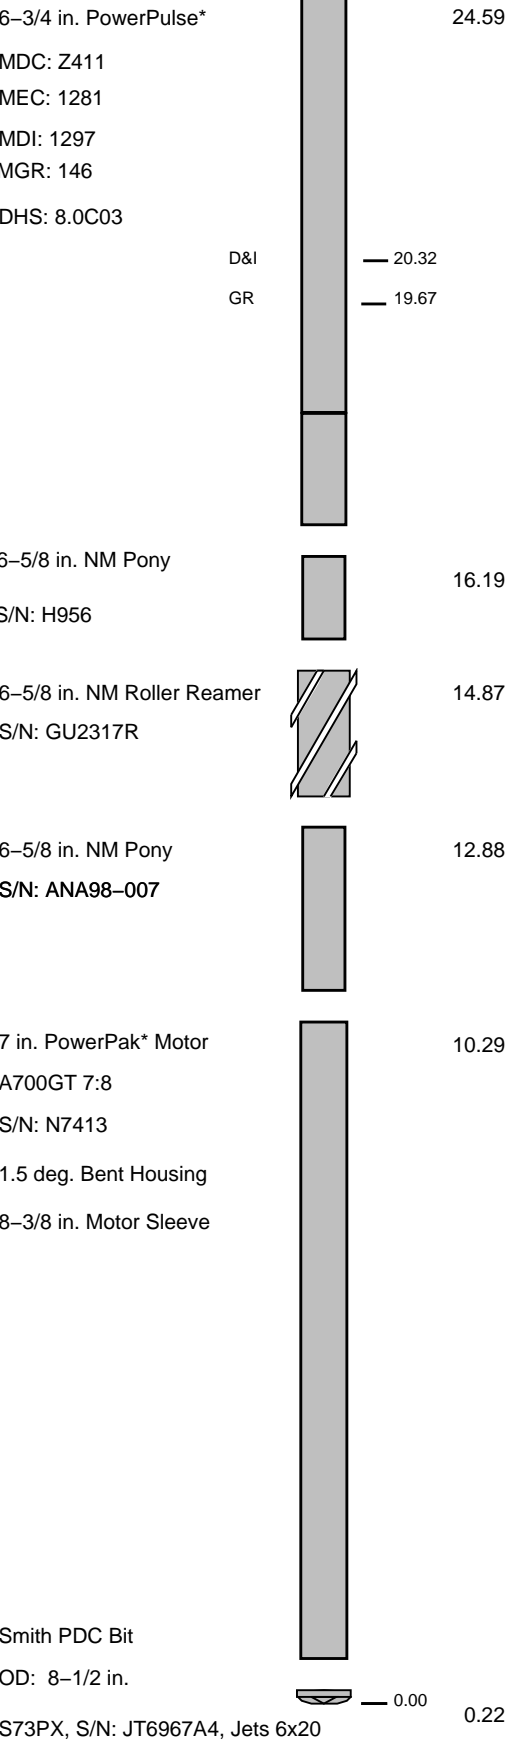 6−3/4 in. PowerPulse* 24.59
MDC: Z411
MEC: 1281
MDI: 1297
MGR: 146
DHS: 8.0C03
D&I 20.32
GR 19.67
6−5/8 in. NM Pony
16.19
S/N: H956
6−5/8 in. NM Roller Reamer 14.87
S/N: GU2317R
6−5/8 in. NM Pony 12.88
S/N: ANA98−007
7 in. PowerPak* Motor 10.29
A700GT 7:8
S/N: N7413
1.5 deg. Bent Housing
8−3/8 in. Motor Sleeve
Smith PDC Bit
OD: 8−1/2 in.
0.00
0.22
S73PX, S/N: JT6967A4, Jets 6x20